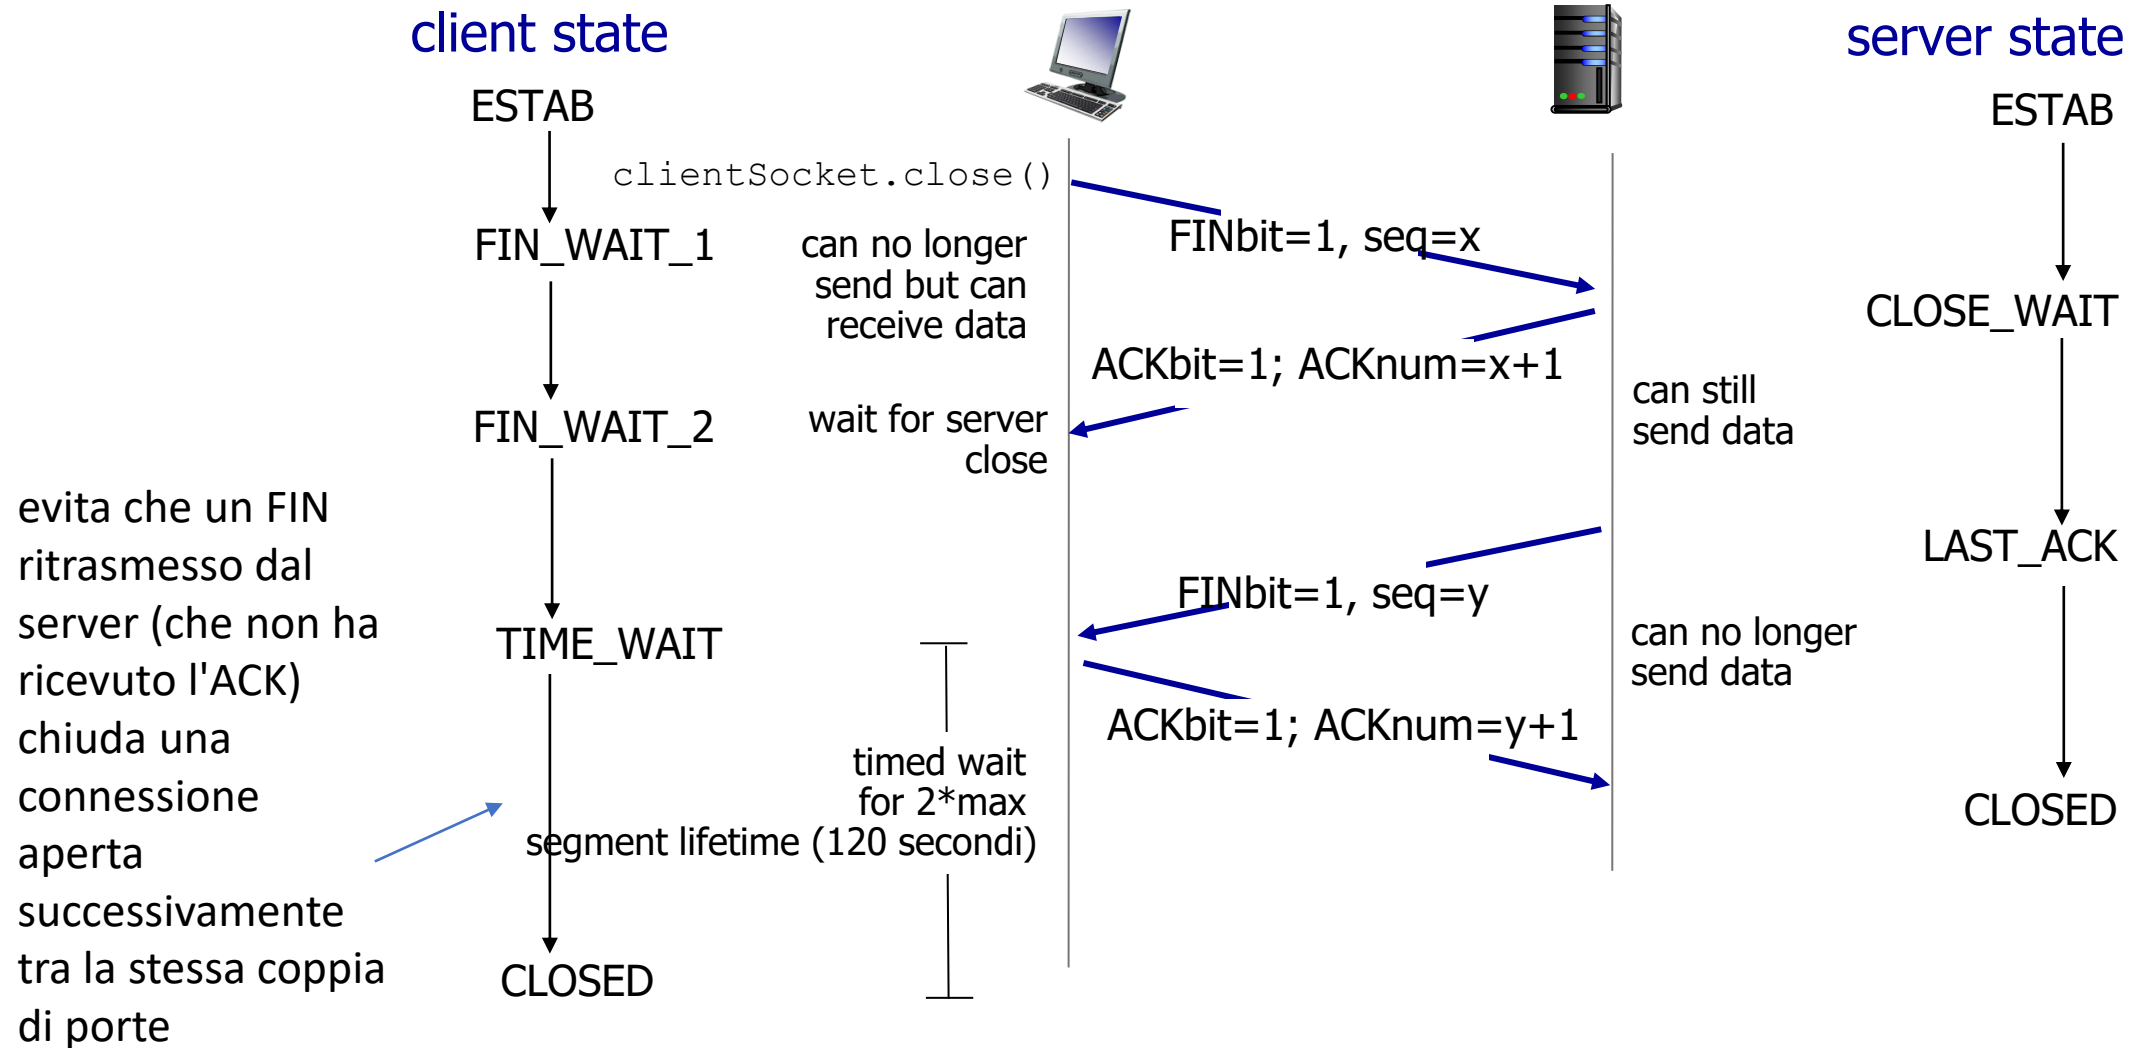 client state
server state
ESTAB
ESTAB
clientSocket.close()
FIN_WAIT_1
can no longer
send but can
receive data
FINbit=1, seq=x
CLOSE_WAIT
ACKbit=1; ACKnum=x+1
can still
send data
FIN_WAIT_2
wait for server
close
evita che un FIN
ritrasmesso dal
server (che non ha
ricevuto l'ACK)
chiuda una
connessione
aperta
successivamente
tra la stessa coppia
di porte
LAST_ACK
FINbit=1, seq=y
can no longer
send data
TIME_WAIT
ACKbit=1; ACKnum=y+1
timed wait
for 2*max
segment lifetime (120 secondi)
CLOSED
CLOSED